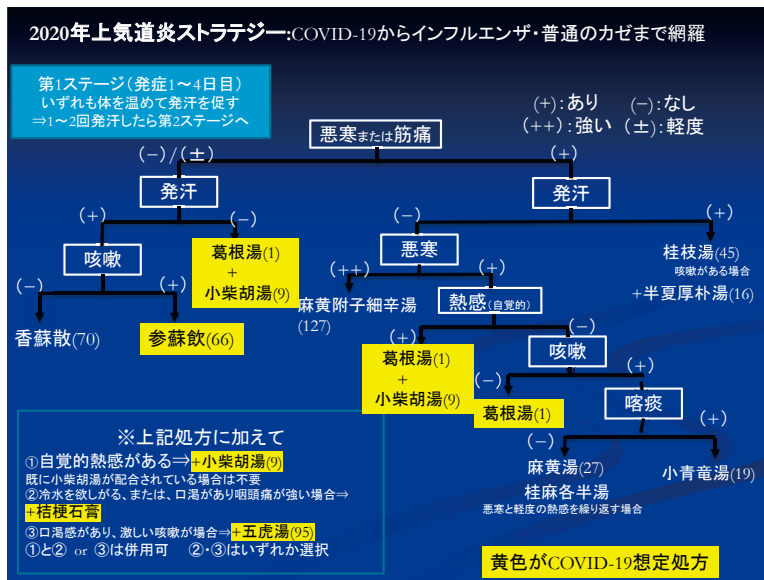 2020年上気道炎ストラテジー:COVID-19からインフルエンザ・普通のカゼまで網羅
第1ステージ(発症1～4日目)
いずれも体を温めて発汗を促す
⇒1～2回発汗したら第2ステージへ
(+):あり (−):なし
(++):強い (±):軽度
悪寒または筋痛
(−)/(±)
(+)
発汗
発汗
(+)
(−)
(−)
(+)
咳嗽
葛根湯(1)
+
小柴胡湯(9)
悪寒
桂枝湯(45)
咳嗽がある場合
+半夏厚朴湯(16)
(−)
(+)
(++)
(+)
香蘇散(70)
参蘇飲(66)
麻黄附子細辛湯
(127)
熱感(自覚的)
(+)
(−)
葛根湯(1)
+
小柴胡湯(9)
咳嗽
(−)
(+)
葛根湯(1)
喀痰
(−)
(+)
麻黄湯(27)
桂麻各半湯
悪寒と軽度の熱感を繰り返す場合
小青竜湯(19)
※上記処方に加えて
①自覚的熱感がある⇒+小柴胡湯(9)
既に小柴胡湯が配合されている場合は不要
②冷水を欲しがる、または、口渇があり咽頭痛が強い場合⇒
+桔梗石膏
③口渇感があり、激しい咳嗽が場合⇒+五虎湯(95)
①と② or ③は併用可 ②・③はいずれか選択
黄色がCOVID-19想定処方